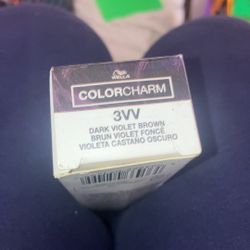 WELLA
COLORCHARM
3VV
DARK VIOLET BROWN
BRUN VIOLET FONCÉ
VIOLETA CASTAÑO OSCURO